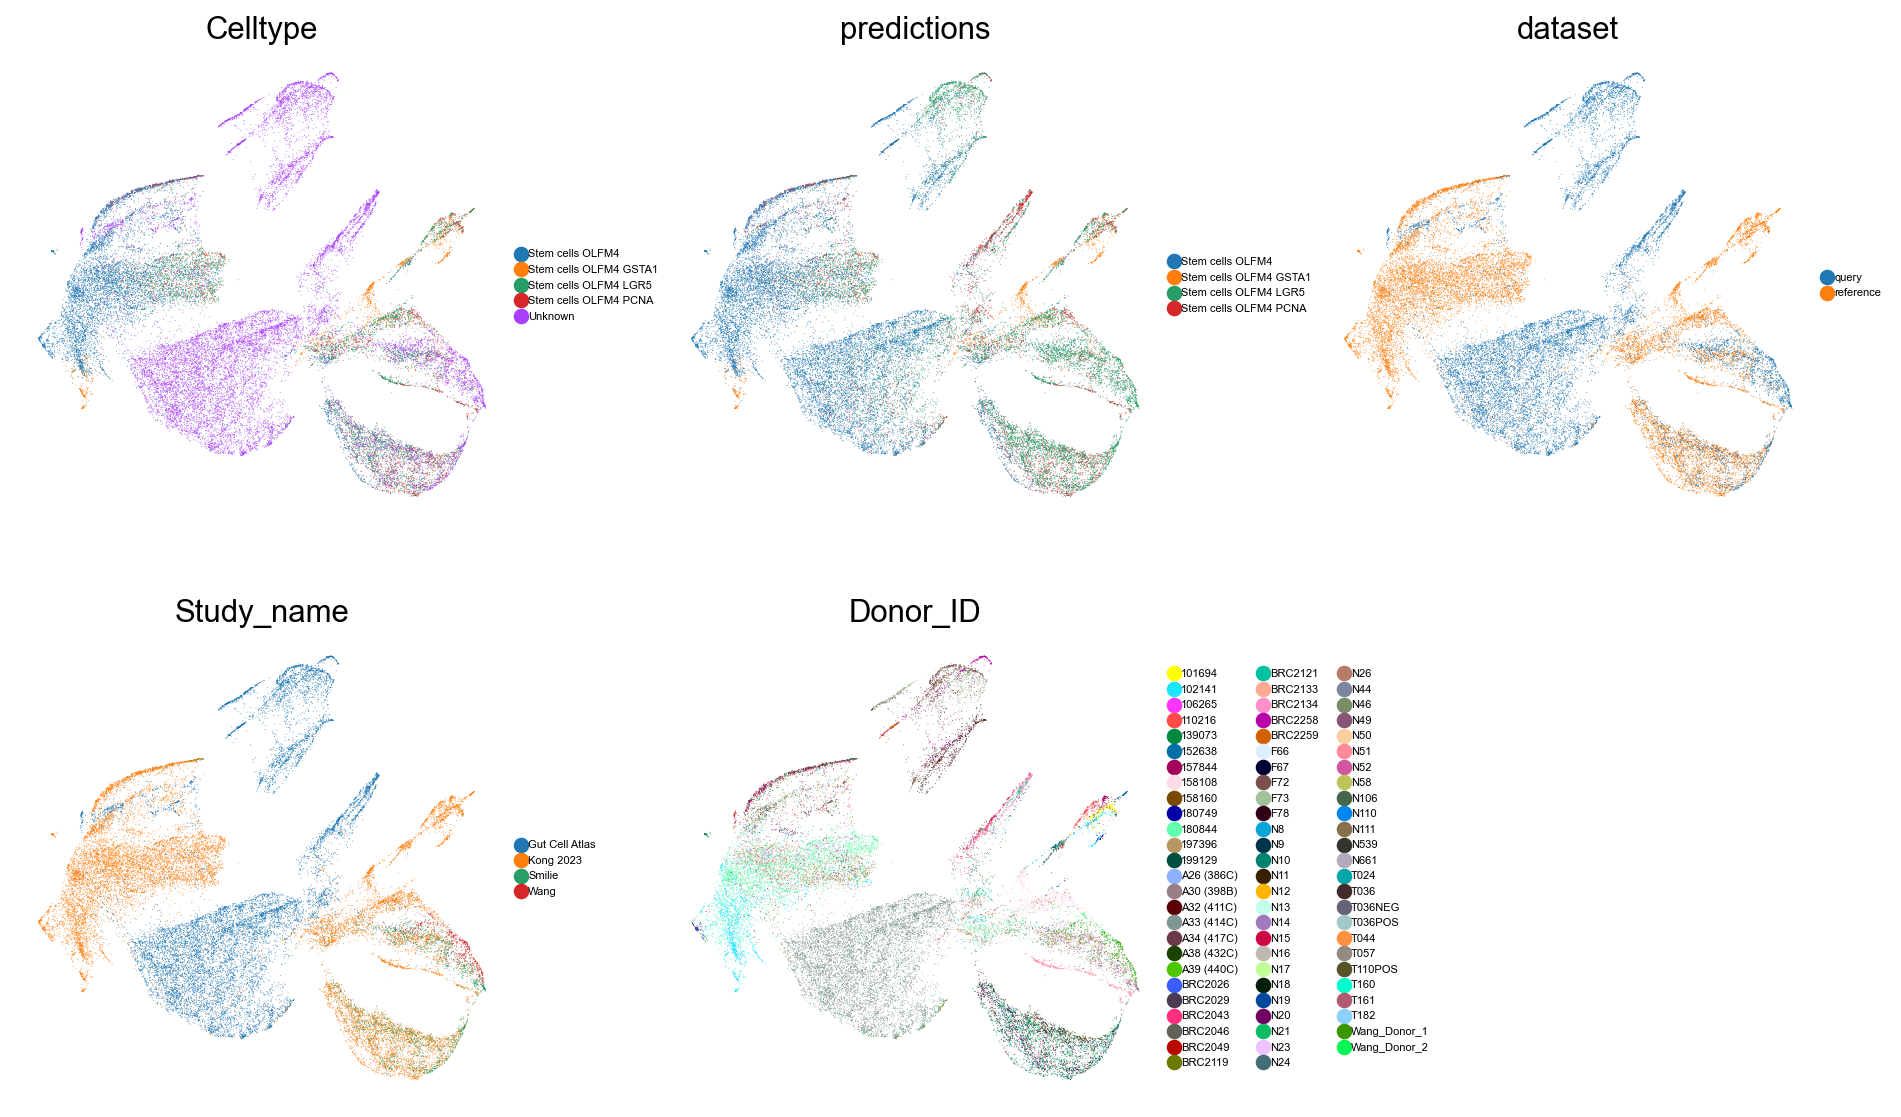 Celltype
Stem cells OLFM4
Stem cells OLFM4 GSTA1
Stem cells OLFM4 LGR5
Stem cells OLFM4 PCNA
Unknown
predictions
Stem cells OLFM4
Stem cells OLFM4 GSTA1
Stem cells OLFM4 LGR5
Stem cells OLFM4 PCNA
dataset
query
reference
Study_name
Gut Cell Atlas
Kong 2023
Smilie
Wang
Donor_ID
101694
102141
106265
110216
139073
152638
157844
158108
158160
180749
180844
197396
199129
A26 (386C)
A30 (398B)
A32 (411C)
A33 (414C)
A34 (417C)
A38 (432C)
A39 (440C)
BRC2026
BRC2029
BRC2043
BRC2046
BRC2049
BRC2119
BRC2121
BRC2133
BRC2134
BRC2258
BRC2259
F66
F67
F72
F73
F78
N8
N9
N10
N11
N12
N13
N14
N15
N16
N17
N18
N19
N20
N21
N23
N24
N26
N44
N46
N49
N50
N51
N52
N58
N106
N110
N111
N539
N661
T024
T036
T036NEG
T036POS
T044
T057
T110POS
T160
T161
T182
Wang_Donor_1
Wang_Donor_2